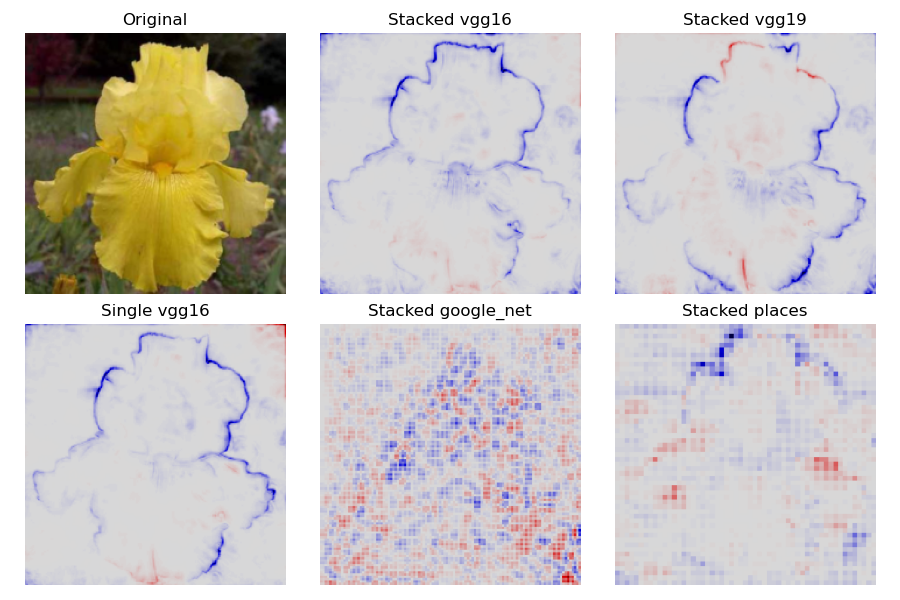 Original
Stacked vgg16
Stacked vgg19
Single vgg16
Stacked google_net
Stacked places